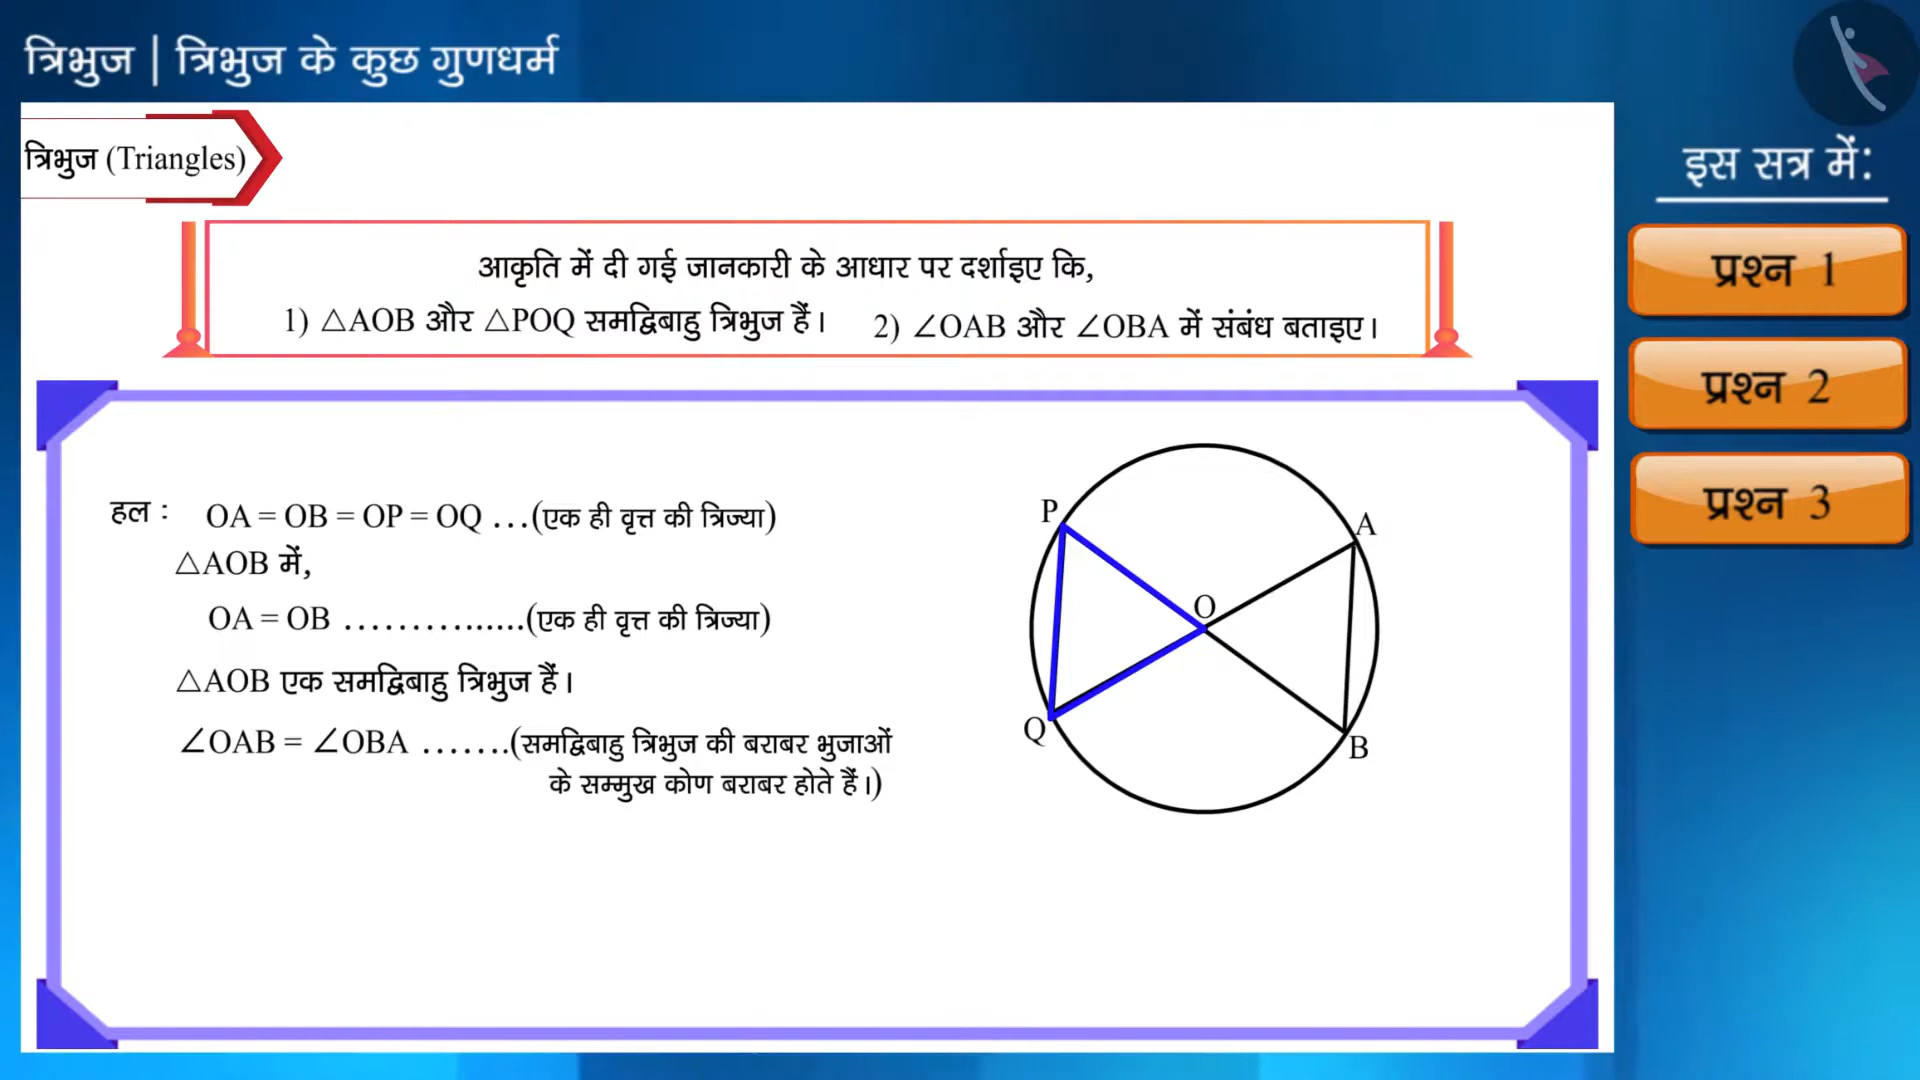 त्रिभुज | त्रिभुज के कुछ गुणधर्म
त्रिभुज (Triangles)
आकृति में दी गई जानकारी के आधार पर दर्शाइए कि,
1) △AOB और △POQ समद्विबाहु त्रिभुज हैं। 2) ∠OAB और ∠OBA में संबंध बताइए।
हल : OA = OB = OP = OQ ...(एक ही वृत्त की त्रिज्या)
△AOB में,
OA = OB ................(एक ही वृत्त की त्रिज्या)
△AOB एक समद्विबाहु त्रिभुज हैं।
∠OAB = ∠OBA .......(समद्विबाहु त्रिभुज की बराबर भुजाओं
के सम्मुख कोण बराबर होते हैं।)
P
A
O
Q
B
इस सत्र में:
प्रश्न 1
प्रश्न 2
प्रश्न 3